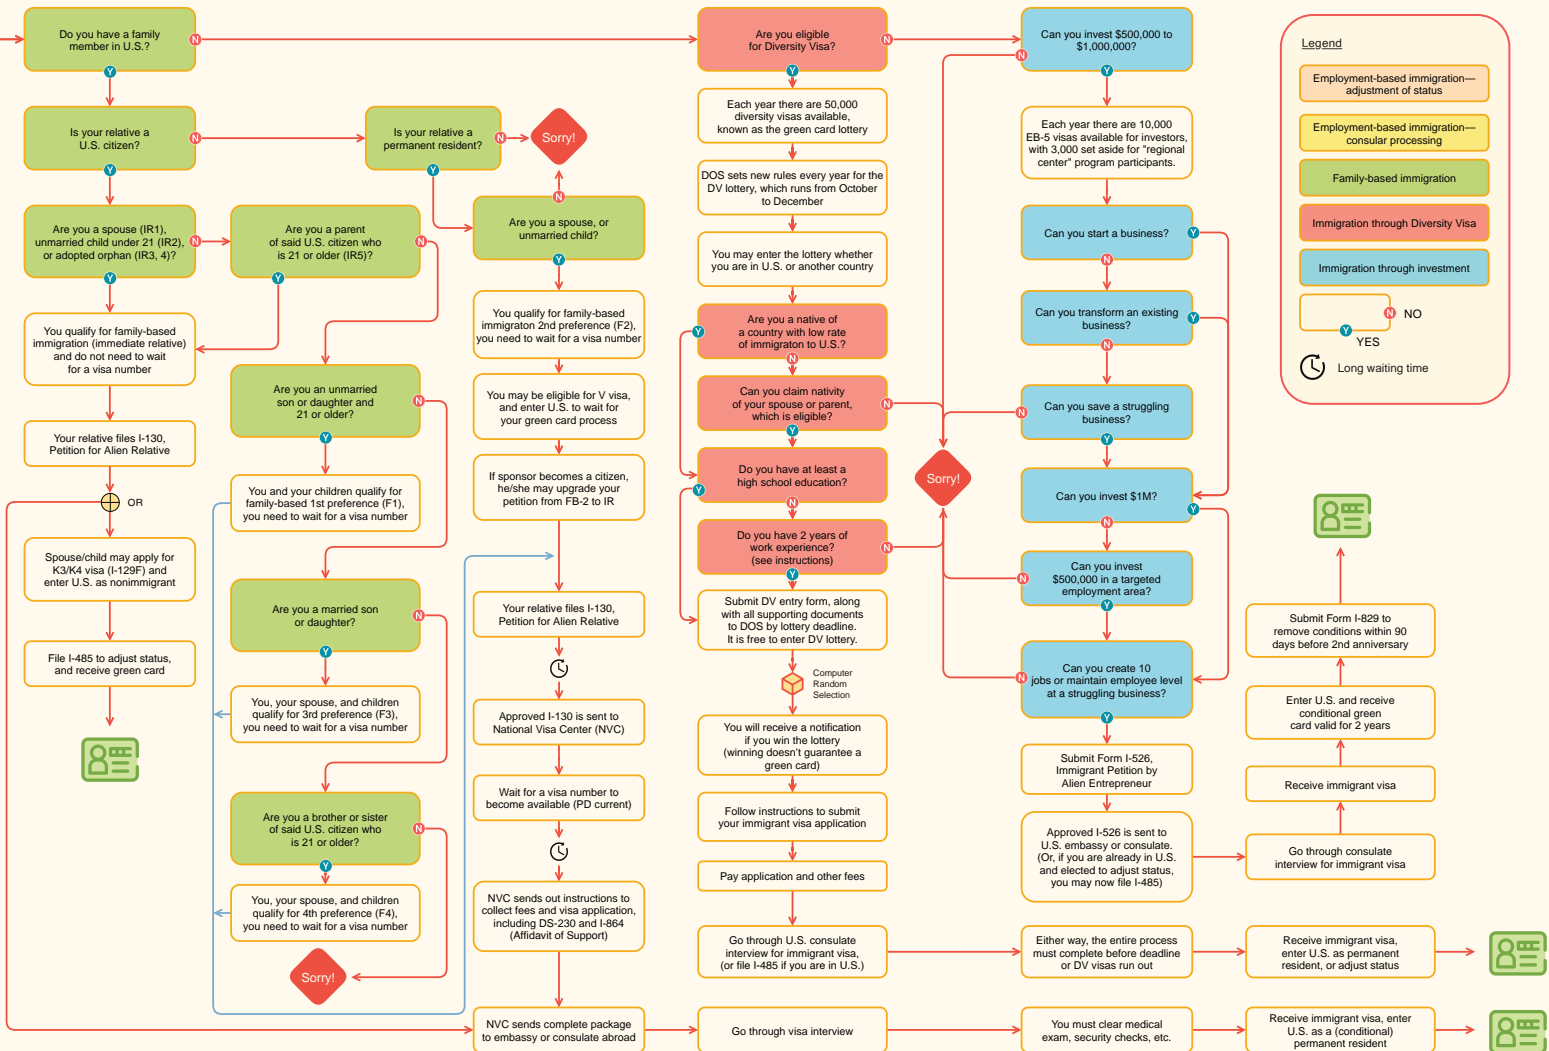 Do you have a family
member in U.S.?
N
Y
Is your relative a
U.S. citizen?
N
Y
Is your relative a
permanent resident?
N
Y
Sorry!
Are you a spouse (IR1),
unmarried child under 21 (IR2),
or adopted orphan (IR3, 4)?
N
Y
Are you a parent
of said U.S. citizen who
is 21 or older (IR5)?
N
Y
N
Are you a spouse, or
unmarried child?
Y
You qualify for family-based
immigration (immediate relative)
and do not need to wait
for a visa number
Your relative files I-130,
Petition for Alien Relative
OR
Spouse/child may apply for
K3/K4 visa (I-129F) and
enter U.S. as nonimmigrant
File I-485 to adjust status,
and receive green card
Are you an unmarried
son or daughter and
21 or older?
N
Y
You and your children qualify for
family-based 1st preference (F1),
you need to wait for a visa number
Are you a married son
or daughter?
N
Y
You, your spouse, and children
qualify for 3rd preference (F3),
you need to wait for a visa number
Are you a brother or sister
of said U.S. citizen who
is 21 or older?
N
Y
You, your spouse, and children
qualify for 4th preference (F4),
you need to wait for a visa number
Sorry!
You qualify for family-based
immigraton 2nd preference (F2),
you need to wait for a visa number
You may be eligible for V visa,
and enter U.S. to wait for
your green card process
If sponsor becomes a citizen,
he/she may upgrade your
petition from FB-2 to IR
Your relative files I-130,
Petition for Alien Relative
Approved I-130 is sent to
National Visa Center (NVC)
Wait for a visa number to
become available (PD current)
NVC sends out instructions to
collect fees and visa application,
including DS-230 and I-864
(Affidavit of Support)
NVC sends complete package
to embassy or consulate abroad
Are you eligible
for Diversity Visa?
N
Y
Each year there are 50,000
diversity visas available,
known as the green card lottery
DOS sets new rules every year for the
DV lottery, which runs from October
to December
You may enter the lottery whether
you are in U.S. or another country
Are you a native of
a country with low rate
of immigraton to U.S.?
Y
N
Can you claim nativity
of your spouse or parent,
which is eligible?
N
Y
Do you have at least a
high school education?
Y
N
Do you have 2 years of
work experience?
(see instructions)
N
Y
Submit DV entry form, along
with all supporting documents
to DOS by lottery deadline.
It is free to enter DV lottery.
Computer
Random
Selection
You will receive a notification
if you win the lottery
(winning doesn't guarantee a
green card)
Follow instructions to submit
your immigrant visa application
Pay application and other fees
Go through U.S. consulate
interview for immigrant visa,
(or file I-485 if you are in U.S.)
Go through visa interview
Sorry!
Can you invest $500,000 to
$1,000,000?
N
Y
Each year there are 10,000
EB-5 visas available for investors,
with 3,000 set aside for "regional
center" program participants.
Can you start a business?
Y
N
Can you transform an existing
business?
Y
N
Can you save a struggling
business?
N
Y
Can you invest $1M?
Y
N
Can you invest
$500,000 in a targeted
employment area?
N
Y
Can you create 10
jobs or maintain employee level
at a struggling business?
N
Y
Submit Form I-526,
Immigrant Petition by
Alien Entrepreneur
Approved I-526 is sent to
U.S. embassy or consulate.
(Or, if you are already in U.S.
and elected to adjust status,
you may now file I-485)
Either way, the entire process
must complete before deadline
or DV visas run out
You must clear medical
exam, security checks, etc.
Legend
Employment-based immigration—
adjustment of status
Employment-based immigration—
consular processing
Family-based immigration
Immigration through Diversity Visa
Immigration through investment
N
NO
Y
YES
Long waiting time
Submit Form I-829 to
remove conditions within 90
days before 2nd anniversary
Enter U.S. and receive
conditional green
card valid for 2 years
Receive immigrant visa
Go through consulate
interview for immigrant visa
Receive immigrant visa,
enter U.S. as permanent
resident, or adjust status
Receive immigrant visa, enter
U.S. as a (conditional)
permanent resident